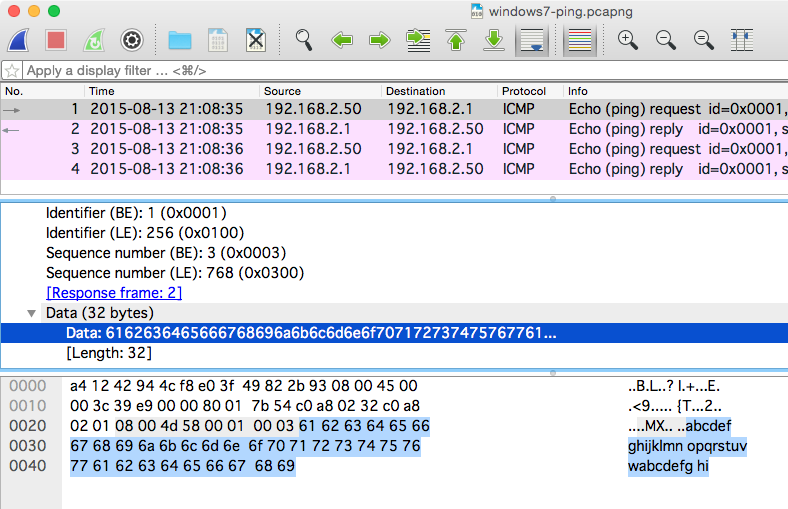 windows7-ping.pcapng
Apply a display filter ... <⌘/>
No. Time Source Destination Protocol Info
1 2015-08-13 21:08:35 192.168.2.50 192.168.2.1 ICMP Echo (ping) request id=0x0001,
2 2015-08-13 21:08:35 192.168.2.1 192.168.2.50 ICMP Echo (ping) reply id=0x0001, s
3 2015-08-13 21:08:36 192.168.2.50 192.168.2.1 ICMP Echo (ping) request id=0x0001,
4 2015-08-13 21:08:36 192.168.2.1 192.168.2.50 ICMP Echo (ping) reply id=0x0001, s
Identifier (BE): 1 (0x0001)
Identifier (LE): 256 (0x0100)
Sequence number (BE): 3 (0x0003)
Sequence number (LE): 768 (0x0300)
[Response frame: 2]
Data (32 bytes)
Data: 6162636465666768696a6b6c6d6e6f707172737475767761...
[Length: 32]
0000 a4 12 42 94 4c f8 e0 3f 49 82 2b 93 08 00 45 00 ..B.L..? I.+...E.
0010 00 3c 39 e9 00 00 80 01 7b 54 c0 a8 02 32 c0 a8 .<9..... {T...2..
0020 02 01 08 00 4d 58 00 01 00 03 61 62 63 64 65 66 ....MX.. ..abcdef
0030 67 68 69 6a 6b 6c 6d 6e 6f 70 71 72 73 74 75 76 ghijklmn opqrstuv
0040 77 61 62 63 64 65 66 67 68 69 wabcdefg hi